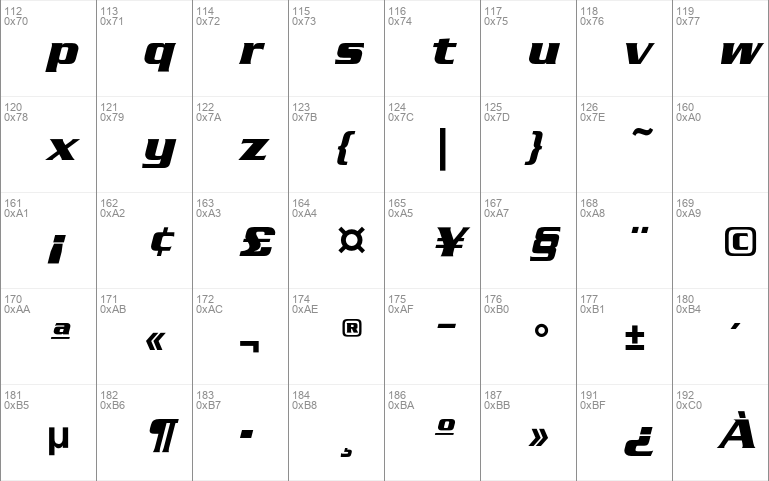 112 113 114 115 116 117 118 119
0x70 0x71 0x72 0x73 0x74 0x75 0x76 0x77
p q r s t u v w
120 121 122 123 124 125 126 160
0x78 0x79 0x7A 0x7B 0x7C 0x7D 0x7E 0xA0
x y z { | } ~
161 162 163 164 165 167 168 169
0xA1 0xA2 0xA3 0xA4 0xA5 0xA7 0xA8 0xA9
¡ ¢ £ ¤ ¥ § ¨ ©
170 171 172 174 175 176 177 180
0xAA 0xAB 0xAC 0xAE 0xAF 0xB0 0xB1 0xB4
ª « ¬ ® ¯ ° ± ´
181 182 183 184 186 187 191 192
0xB5 0xB6 0xB7 0xB8 0xBA 0xBB 0xBF 0xC0
µ ¶ · ¸ º » ¿ À